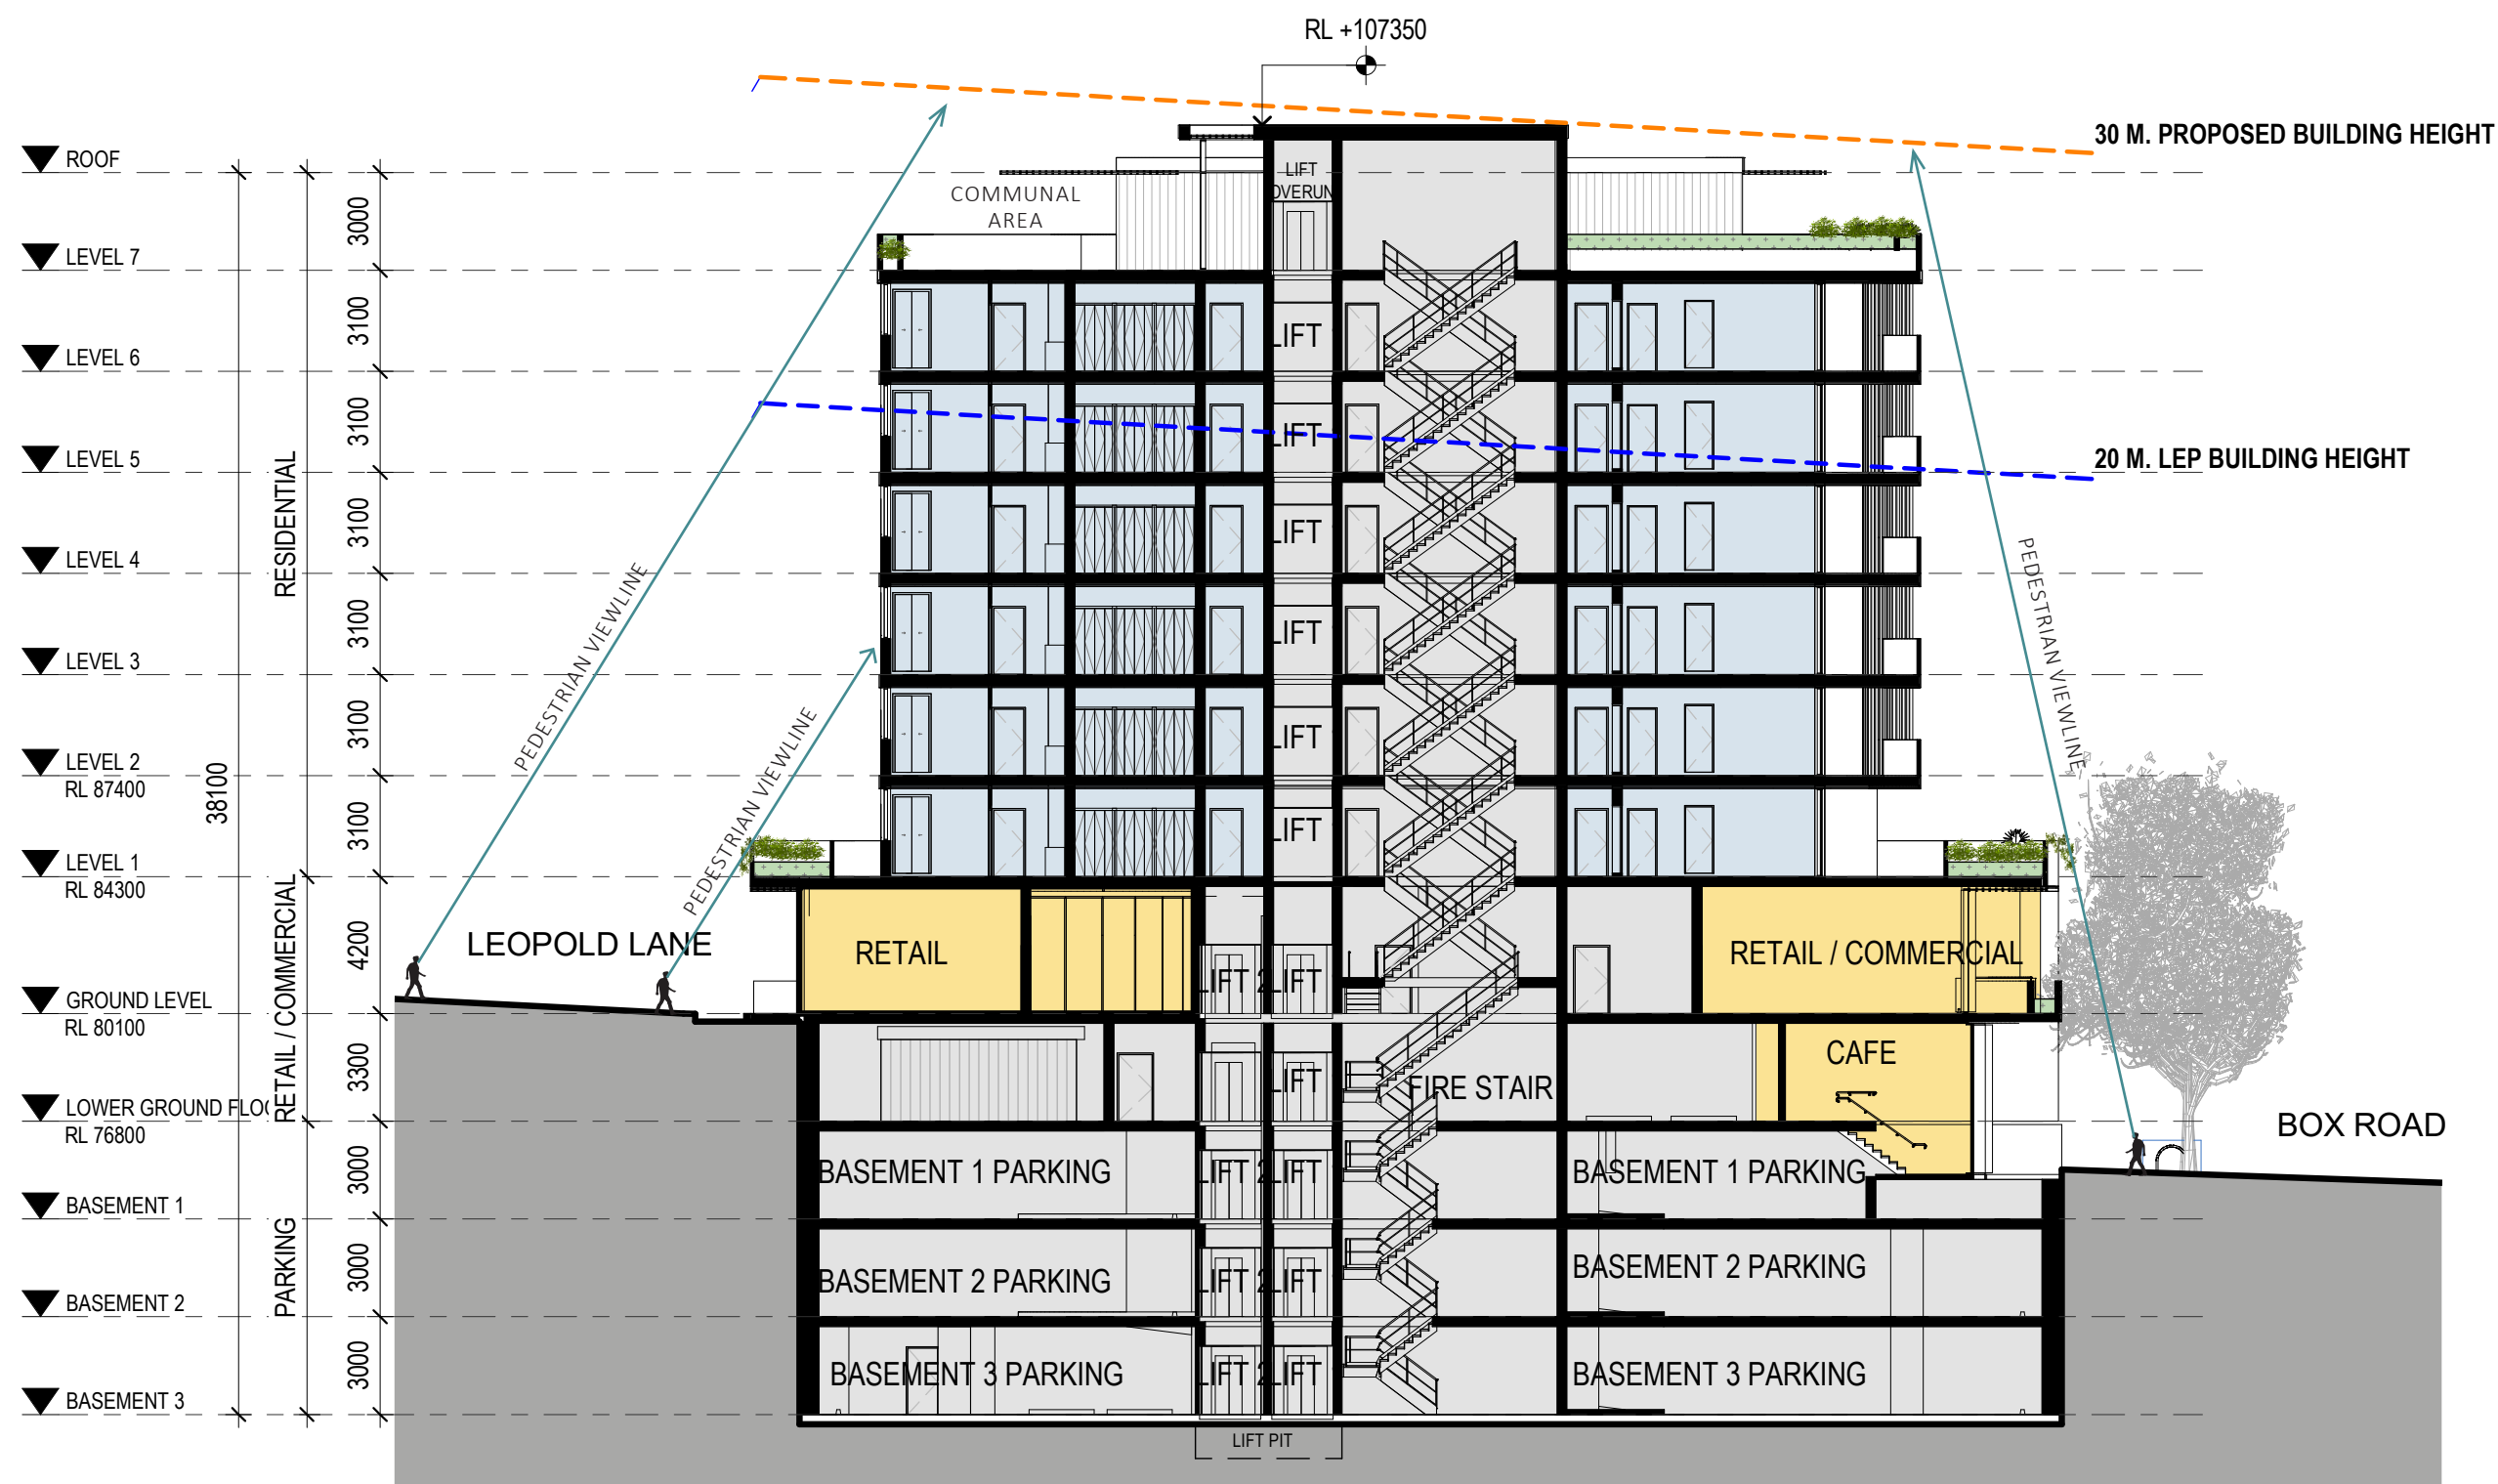 RL +107350
30 M. PROPOSED BUILDING HEIGHT
ROOF
LIFT
OVERUN
COMMUNAL
AREA
3000
LEVEL 7
3100
LIFT
LEVEL 6
3100
LIFT
LEVEL 5
20 M. LEP BUILDING HEIGHT
RESIDENTIAL
3100
LIFT
LEVEL 4
PEDESTRIAN VIEWLINE
PEDESTRIAN VIEWLINE
3100
LIFT
LEVEL 3
3100
LIFT
LEVEL 2
RL 87400
38100
PEDESTRIAN VIEWLINE
3100
LIFT
LEVEL 1
RL 84300
RETAIL / COMMERCIAL
4200
LEOPOLD LANE
RETAIL
RETAIL / COMMERCIAL
LIFT 2
LIFT
GROUND LEVEL
RL 80100
3300
CAFE
LIFT
FIRE STAIR
LOWER GROUND FLOO
RL 76800
BOX ROAD
3000
BASEMENT 1 PARKING
LIFT 2
LIFT
BASEMENT 1 PARKING
BASEMENT 1
PARKING
3000
BASEMENT 2 PARKING
LIFT 2
LIFT
BASEMENT 2 PARKING
BASEMENT 2
3000
BASEMENT 3 PARKING
LIFT 2
LIFT
BASEMENT 3 PARKING
BASEMENT 3
LIFT PIT